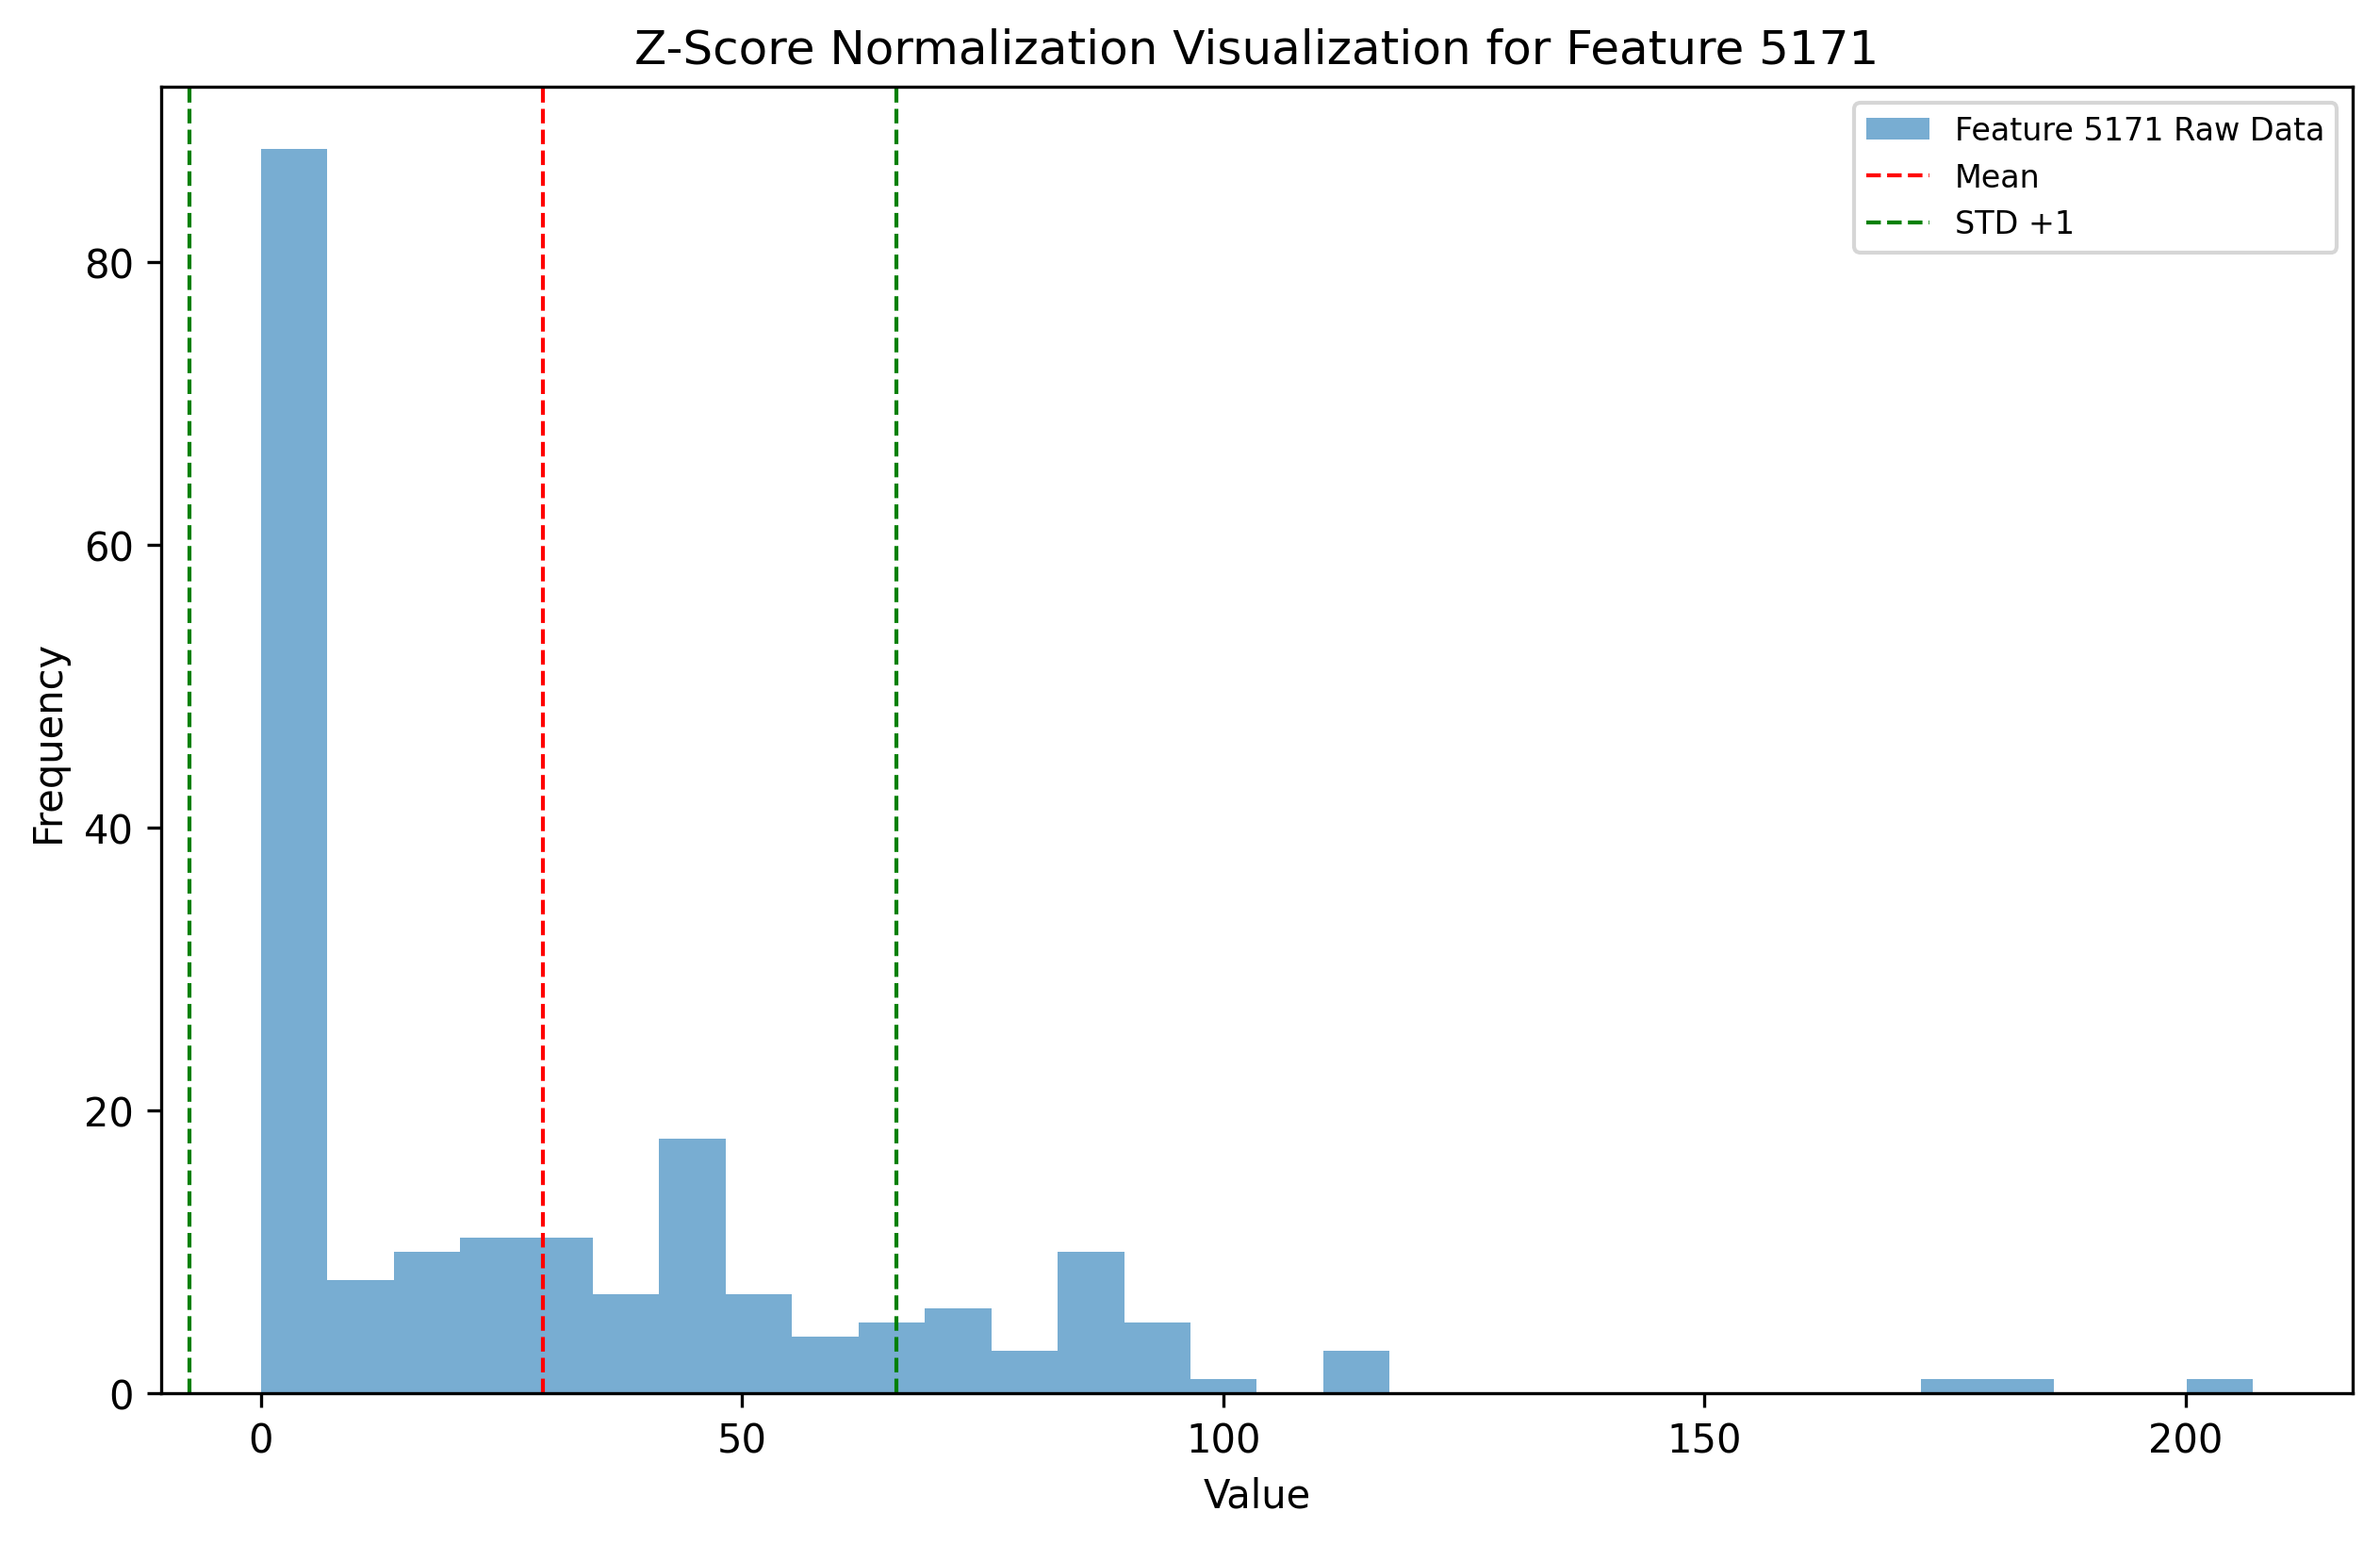 Z-Score Normalization Visualization for Feature 5171
Feature 5171 Raw Data
Mean
STD +1
80
60
40
20
0
Frequency
0 50 100 150 200
Value